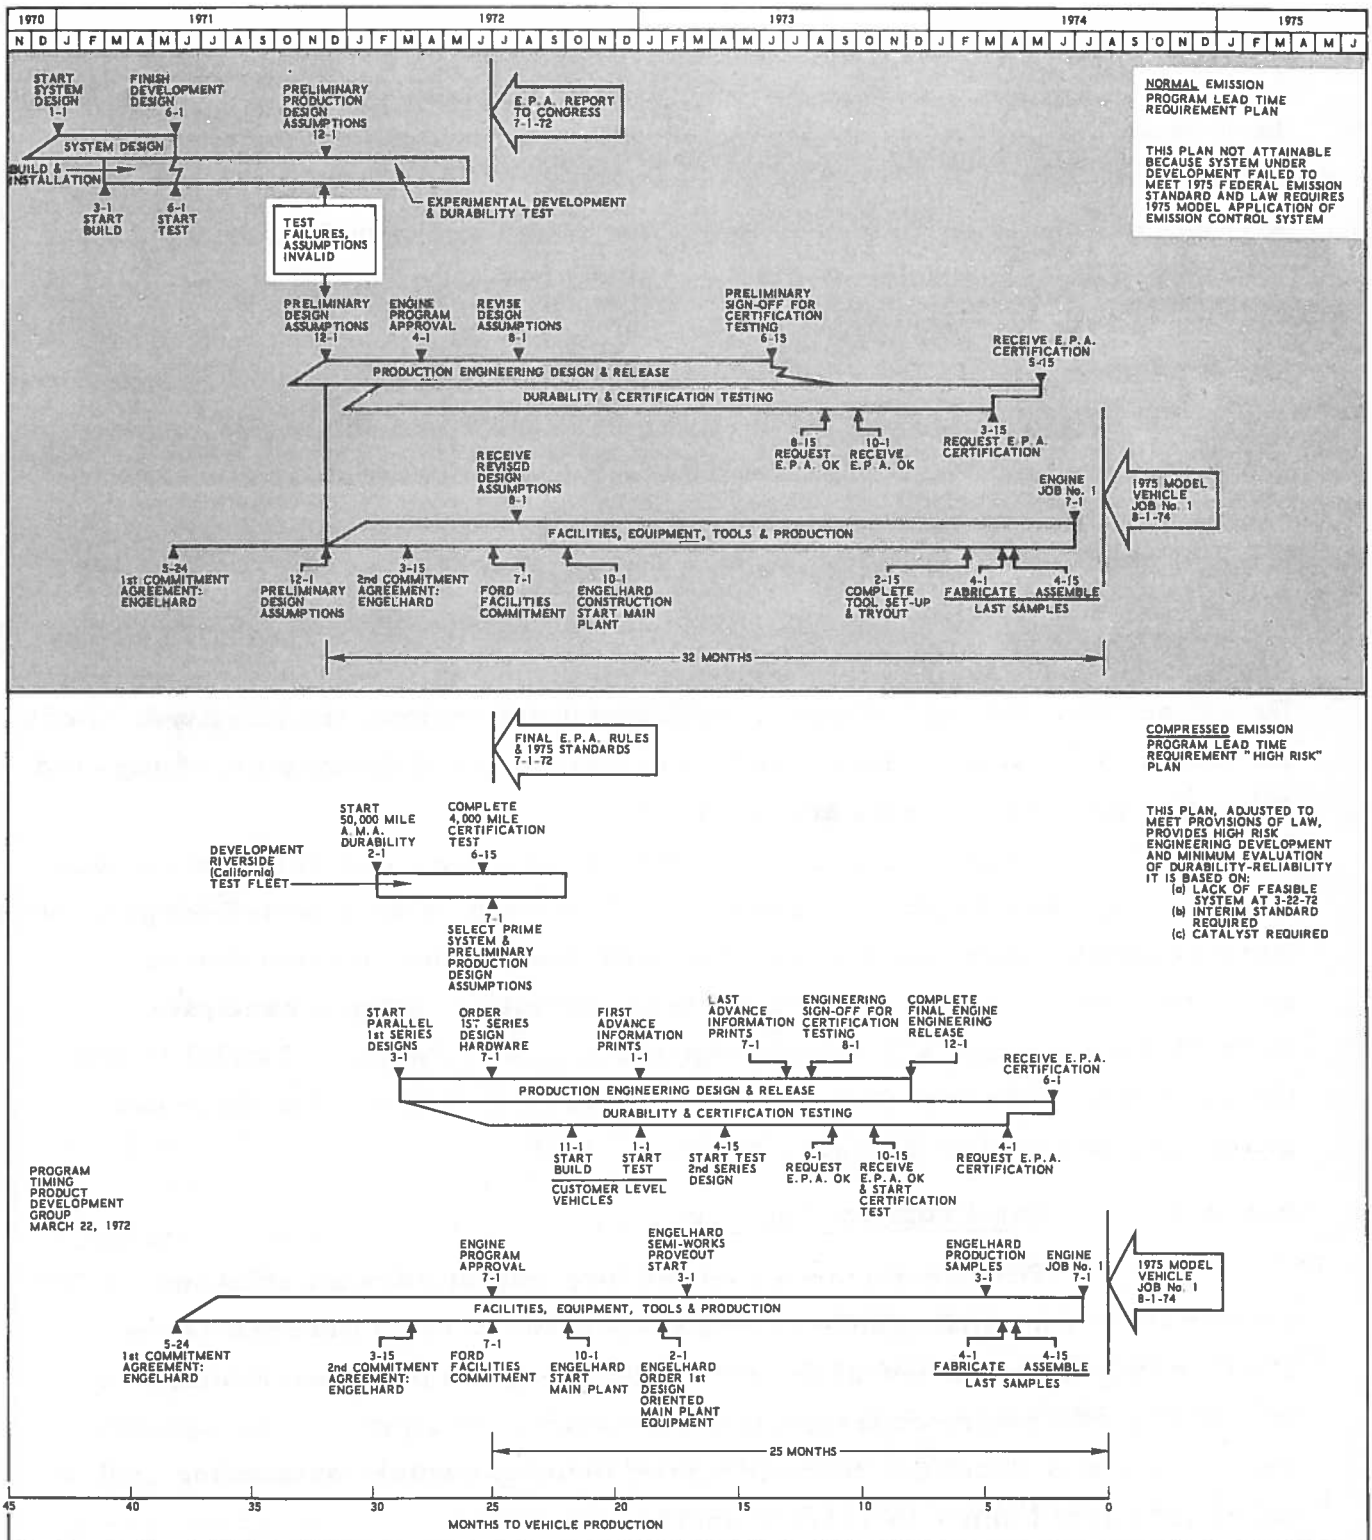 1970 1971 1972 1973 1974 1975
N D J F M A M J J A S O N D J F M A M J J A S O N D J F M A M J J A S O N D J F M A M J J A S O N D J F M A M J
START
SYSTEM
DESIGN
1-1
FINISH
DEVELOPMENT
DESIGN
6-1
PRELIMINARY
PRODUCTION
DESIGN
ASSUMPTIONS
12-1
E.P.A. REPORT
TO CONGRESS
7-1-72
NORMAL EMISSION
PROGRAM LEAD TIME
REQUIREMENT PLAN
THIS PLAN NOT ATTAINABLE
BECAUSE SYSTEM UNDER
DEVELOPMENT FAILED TO
MEET 1975 FEDERAL EMISSION
STANDARD AND LAW REQUIRES
1975 MODEL APPLICATION OF
EMISSION CONTROL SYSTEM
SYSTEM DESIGN
BUILD &
INSTALLATION
3-1
START
BUILD
6-1
START
TEST
EXPERIMENTAL DEVELOPMENT
& DURABILITY TEST
TEST
FAILURES,
ASSUMPTIONS
INVALID
PRELIMINARY
DESIGN
ASSUMPTIONS
12-1
ENGINE
PROGRAM
APPROVAL
4-1
REVISE
DESIGN
ASSUMPTIONS
8-1
PRELIMINARY
SIGN-OFF FOR
CERTIFICATION
TESTING
6-15
RECEIVE E.P.A.
CERTIFICATION
5-15
PRODUCTION ENGINEERING DESIGN & RELEASE
DURABILITY & CERTIFICATION TESTING
8-15
REQUEST
E.P.A. OK
10-1
RECEIVE
E.P.A. OK
3-15
REQUEST E.P.A.
CERTIFICATION
RECEIVE
REVISED
DESIGN
ASSUMPTIONS
8-1
ENGINE
JOB No. 1
7-1
1975 MODEL
VEHICLE
JOB No. 1
8-1-74
FACILITIES, EQUIPMENT, TOOLS & PRODUCTION
5-24
1st COMMITMENT
AGREEMENT:
ENGELHARD
12-1
PRELIMINARY
DESIGN
ASSUMPTIONS
3-15
2nd COMMITMENT
AGREEMENT:
ENGELHARD
7-1
FORD
FACILITIES
COMMITMENT
10-1
ENGELHARD
CONSTRUCTION
START MAIN
PLANT
2-15
COMPLETE
TOOL SET-UP
& TRYOUT
4-1
FABRICATE
4-15
ASSEMBLE
LAST SAMPLES
32 MONTHS
FINAL E.P.A. RULES
& 1975 STANDARDS
7-1-72
COMPRESSED EMISSION
PROGRAM LEAD TIME
REQUIREMENT "HIGH RISK"
PLAN
THIS PLAN, ADJUSTED TO
MEET PROVISIONS OF LAW,
PROVIDES HIGH RISK
ENGINEERING DEVELOPMENT
AND MINIMUM EVALUATION
OF DURABILITY-RELIABILITY
IT IS BASED ON:
(a) LACK OF FEASIBLE
SYSTEM AT 3-22-72
(b) INTERIM STANDARD
REQUIRED
(c) CATALYST REQUIRED
START
50,000 MILE
A.M.A.
DURABILITY
2-1
COMPLETE
4,000 MILE
CERTIFICATION
TEST
6-15
DEVELOPMENT
RIVERSIDE
(California)
TEST FLEET
7-1
SELECT PRIME
SYSTEM &
PRELIMINARY
PRODUCTION
DESIGN
ASSUMPTIONS
START
PARALLEL
1st SERIES
DESIGNS
3-1
ORDER
1ST SERIES
DESIGN
HARDWARE
7-1
FIRST
ADVANCE
INFORMATION
PRINTS
1-1
LAST
ADVANCE
INFORMATION
PRINTS
7-1
ENGINEERING
SIGN-OFF FOR
CERTIFICATION
TESTING
8-1
COMPLETE
FINAL ENGINE
ENGINEERING
RELEASE
12-1
RECEIVE E.P.A.
CERTIFICATION
6-1
PRODUCTION ENGINEERING DESIGN & RELEASE
DURABILITY & CERTIFICATION TESTING
11-1
START
BUILD
1-1
START
TEST
CUSTOMER LEVEL
VEHICLES
4-15
START TEST
2nd SERIES
DESIGN
9-1
REQUEST
E.P.A. OK
10-15
RECEIVE
E.P.A. OK
& START
CERTIFICATION
TEST
4-1
REQUEST E.P.A.
CERTIFICATION
PROGRAM
TIMING
PRODUCT
DEVELOPMENT
GROUP
MARCH 22, 1972
ENGINE
PROGRAM
APPROVAL
7-1
ENGELHARD
SEMI-WORKS
PROVEOUT
START
3-1
ENGELHARD
PRODUCTION
SAMPLES
3-1
ENGINE
JOB No. 1
7-1
1975 MODEL
VEHICLE
JOB No. 1
8-1-74
FACILITIES, EQUIPMENT, TOOLS & PRODUCTION
5-24
1st COMMITMENT
AGREEMENT:
ENGELHARD
3-15
2nd COMMITMENT
AGREEMENT:
ENGELHARD
7-1
FORD
FACILITIES
COMMITMENT
10-1
ENGELHARD
START
MAIN PLANT
2-1
ENGELHARD
ORDER 1st
DESIGN
ORIENTED
MAIN PLANT
EQUIPMENT
4-1
FABRICATE
4-15
ASSEMBLE
LAST SAMPLES
25 MONTHS
45 35 30 25 20 15 10 5 0
MONTHS TO VEHICLE PRODUCTION